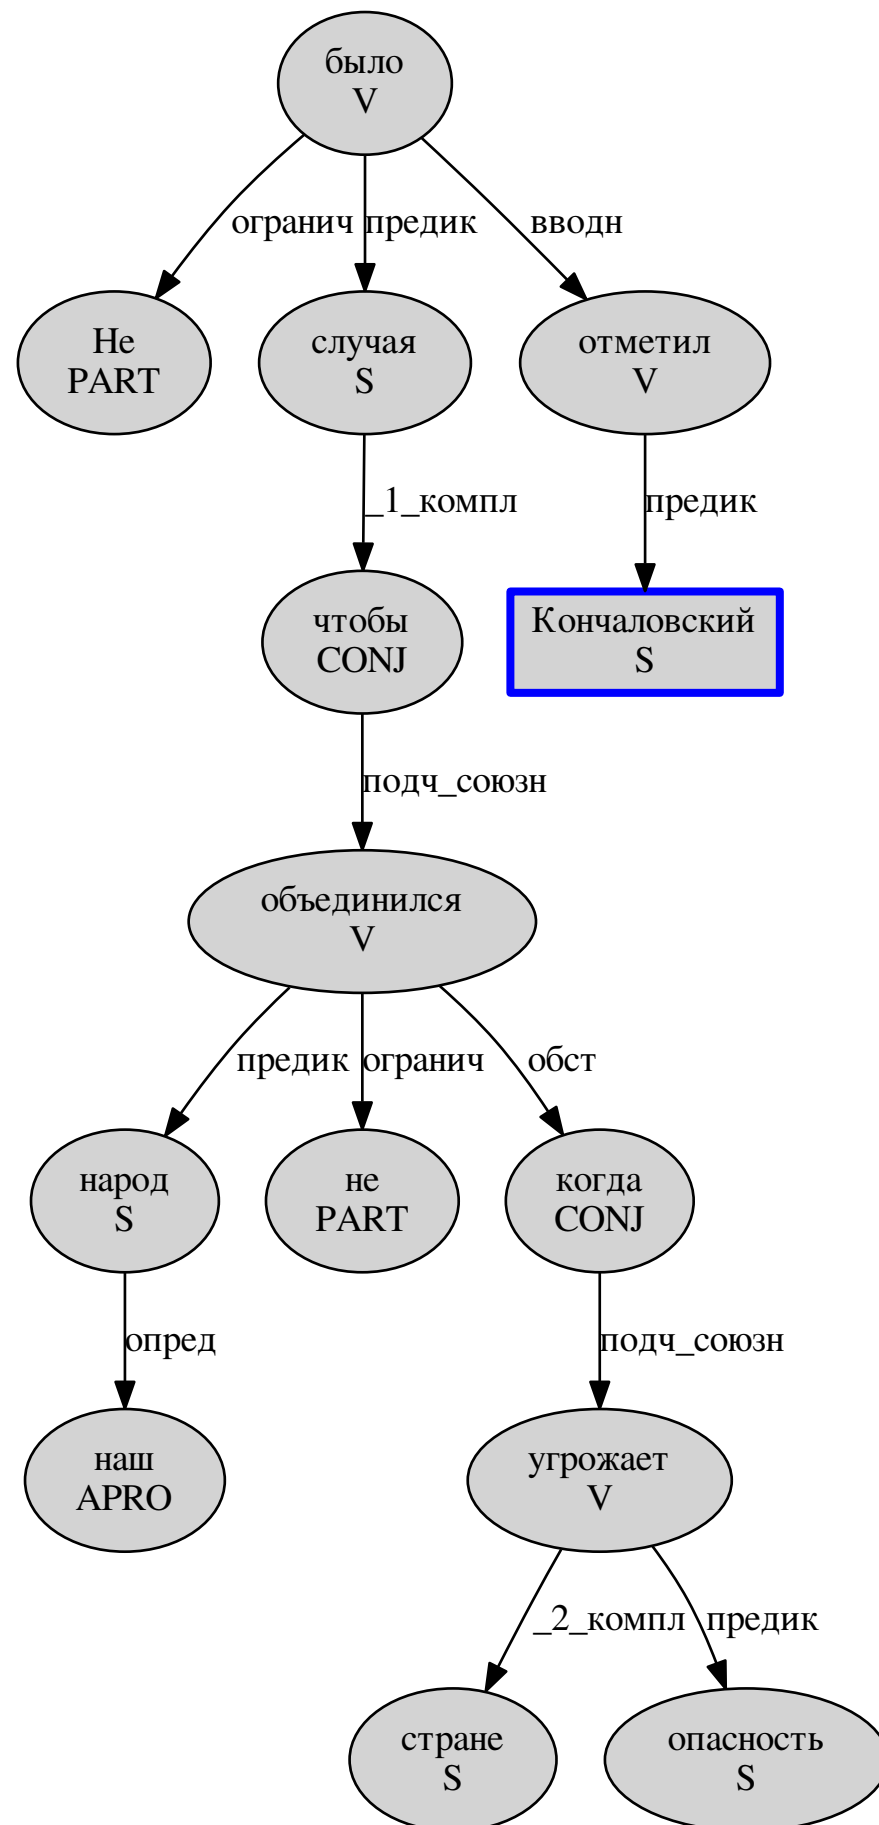 было
V
огранич предик вводн
Не
PART
случая
S
отметил
V
_1_компл предик
чтобы
CONJ
Кончаловский
S
подч_союзн
объединился
V
предик огранич обст
народ
S
не
PART
когда
CONJ
опред подч_союзн
наш
APRO
угрожает
V
_2_компл предик
стране
S
опасность
S